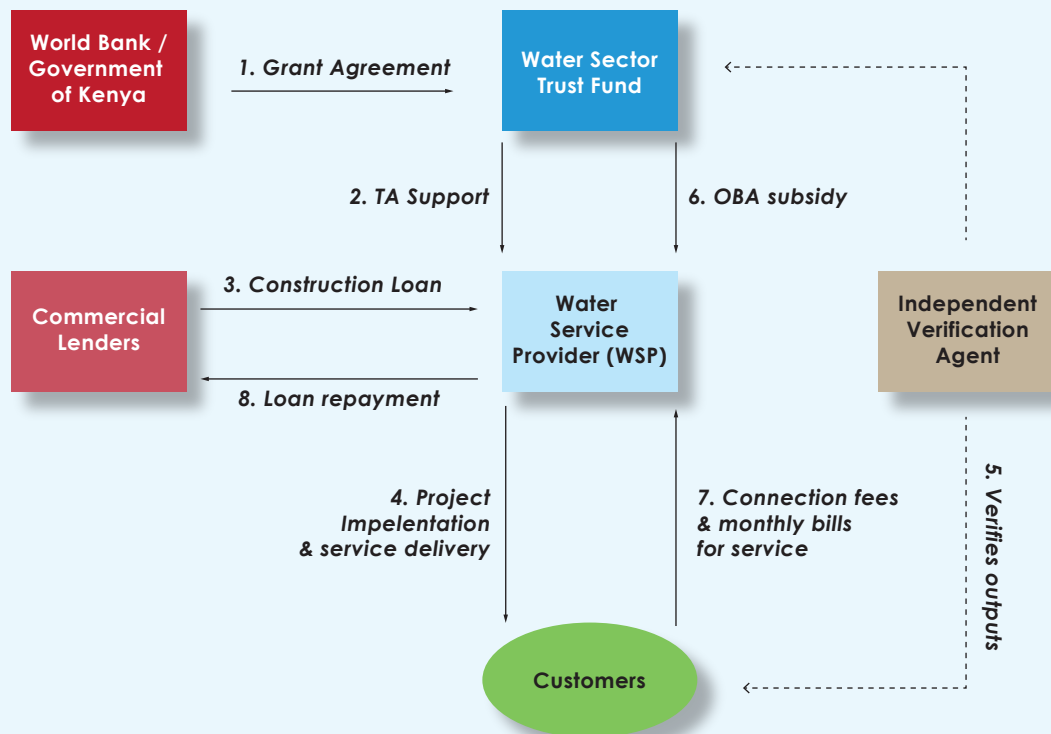 World Bank /
Government
of Kenya
1. Grant Agreement
Water Sector
Trust Fund
2. TA Support
6. OBA subsidy
Commercial
Lenders
3. Construction Loan
8. Loan repayment
Water
Service
Provider (WSP)
Independent
Verification
Agent
4. Project
Impelentation
& service delivery
7. Connection fees
& monthly bills
for service
5. Verifies outputs
Customers